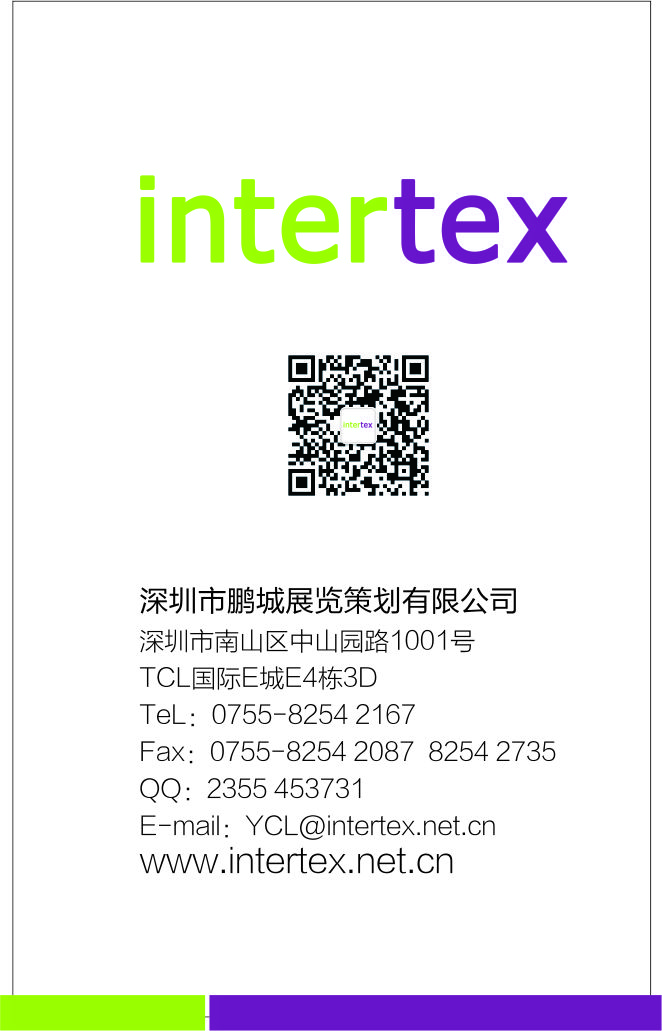 intertex
intertex
深圳市鹏城展览策划有限公司
深圳市南山区中山园路1001号
TCL国际E城E4栋3D
TeL：0755-8254 2167
Fax：0755-8254 2087  8254 2735
QQ：2355 453731
E-mail：YCL@intertex.net.cn
www.intertex.net.cn